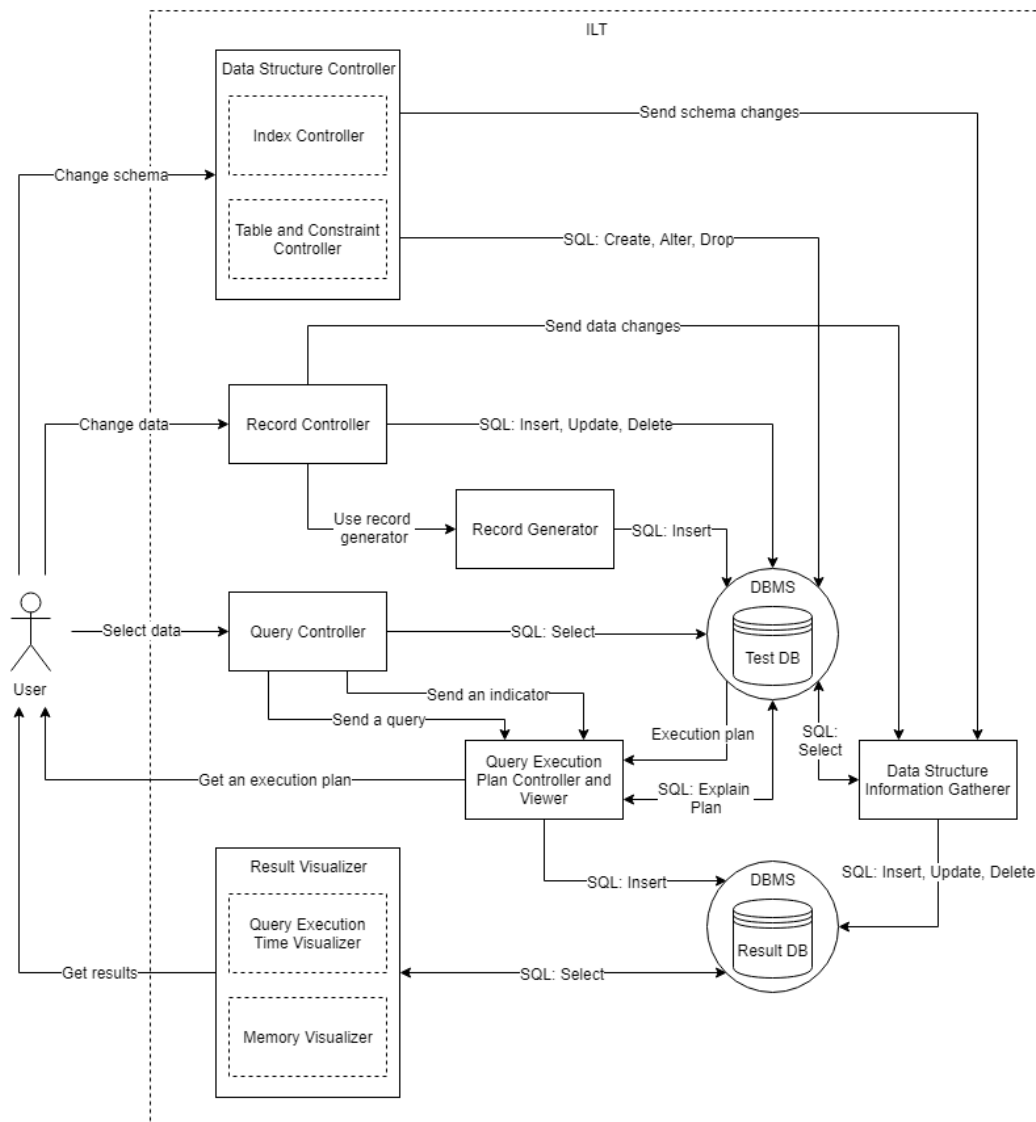 ILT
Data Structure Controller
Index Controller
Send schema changes
Change schema
Table and Constraint
Controller
SQL: Create, Alter, Drop
Send data changes
Change data
Record Controller
SQL: Insert, Update, Delete
Use record
generator
Record Generator
SQL: Insert
DBMS
Test DB
Select data
Query Controller
SQL: Select
User
Send an indicator
Send a query
Execution plan
SQL:
Select
Query Execution
Plan Controller and
Viewer
Get an execution plan
SQL: Explain
Plan
Data Structure
Information Gatherer
Result Visualizer
SQL: Insert
DBMS
Result DB
SQL: Insert, Update, Delete
Query Execution
Time Visualizer
Get results
SQL: Select
Memory Visualizer